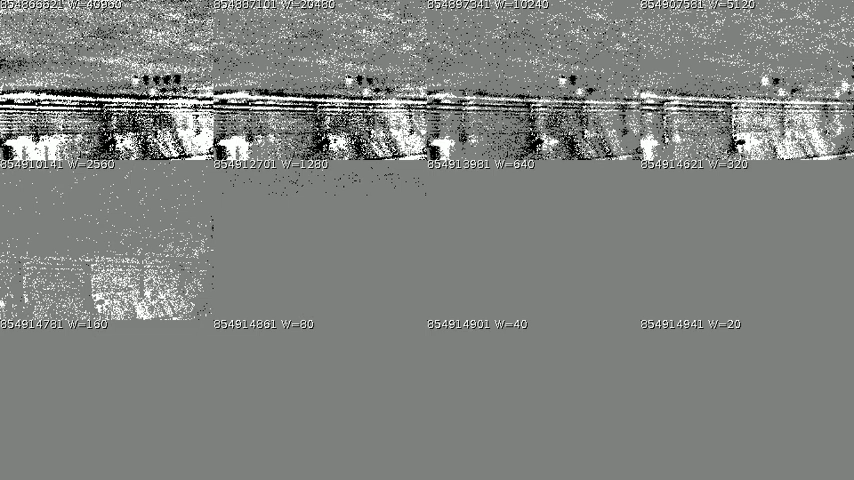 854866621 W=40960
854887101 W=20480
854897341 W=10240
854907581 W=5120
854910141 W=2560
854912701 W=1280
854913981 W=640
854914621 W=320
854914781 W=160
854914861 W=80
854914901 W=40
854914941 W=20